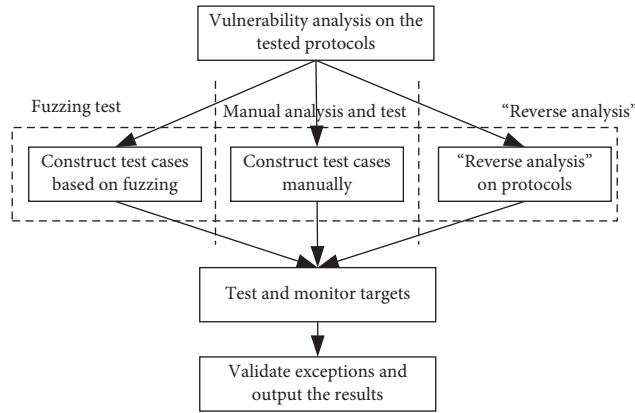 Vulnerability analysis on the
tested protocols
Fuzzing test
Manual analysis and test
“Reverse analysis”
Construct test cases
based on fuzzing
Construct test cases
manually
“Reverse analysis”
on protocols
Test and monitor targets
Validate exceptions and
output the results